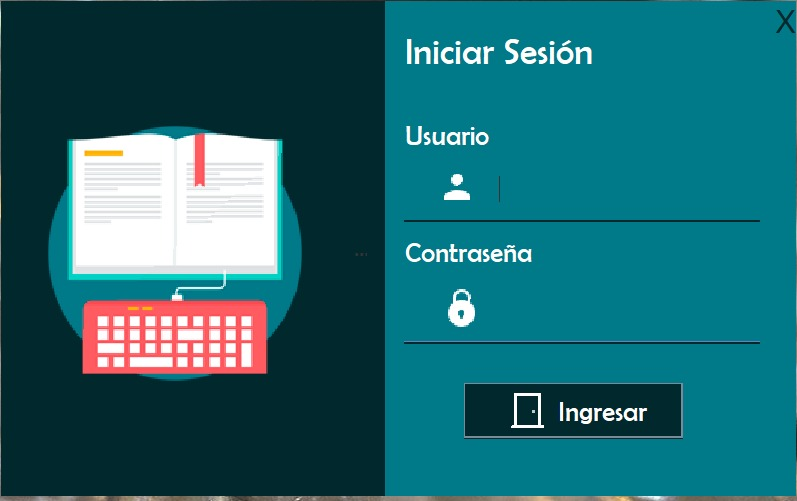 X
Iniciar Sesión
Usuario
Contraseña
...
Ingresar